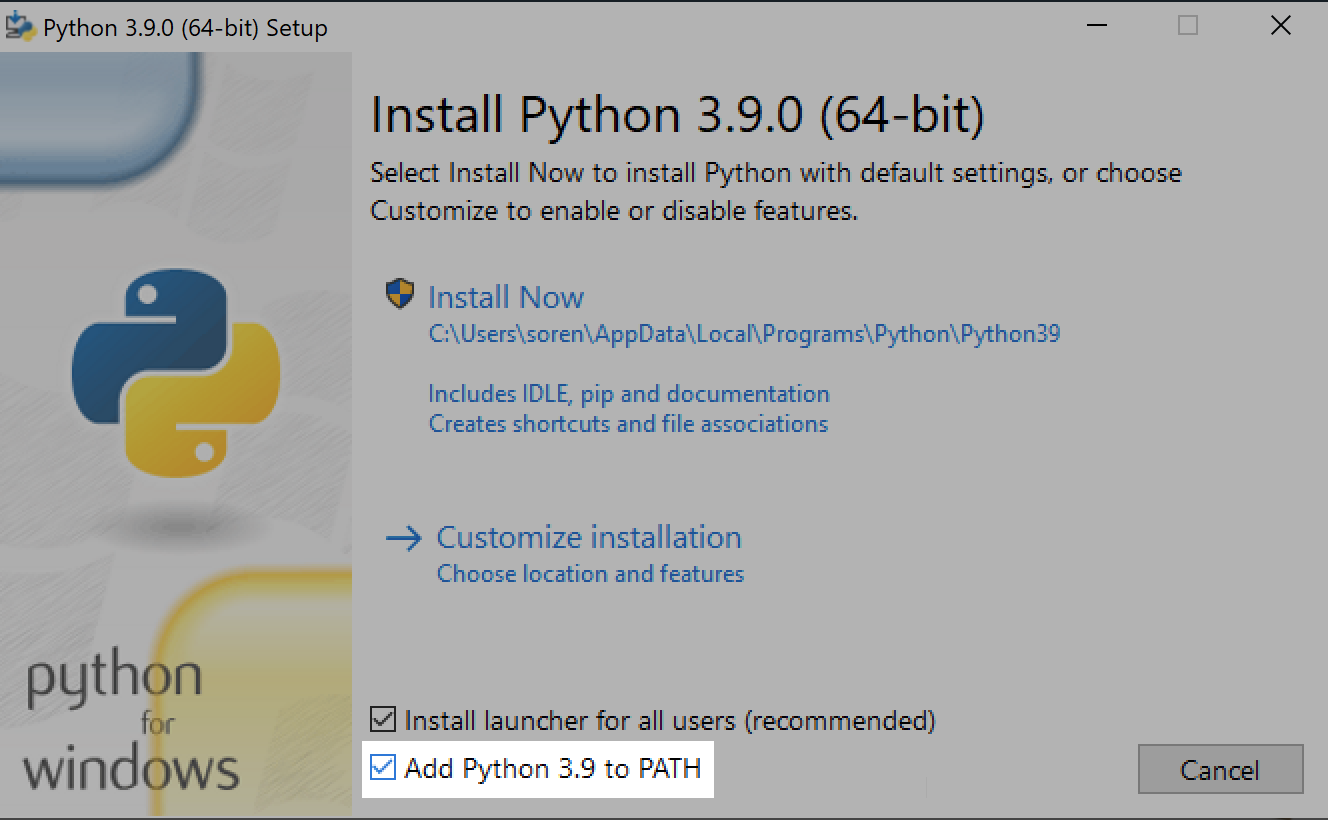 Python 3.9.0 (64-bit) Setup
Install Python 3.9.0 (64-bit)
Select Install Now to install Python with default settings, or choose
Customize to enable or disable features.
Install Now
C:\Users\soren\AppData\Local\Programs\Python\Python39
Includes IDLE, pip and documentation
Creates shortcuts and file associations
Customize installation
Choose location and features
python
for
windows
Install launcher for all users (recommended)
Add Python 3.9 to PATH
Cancel